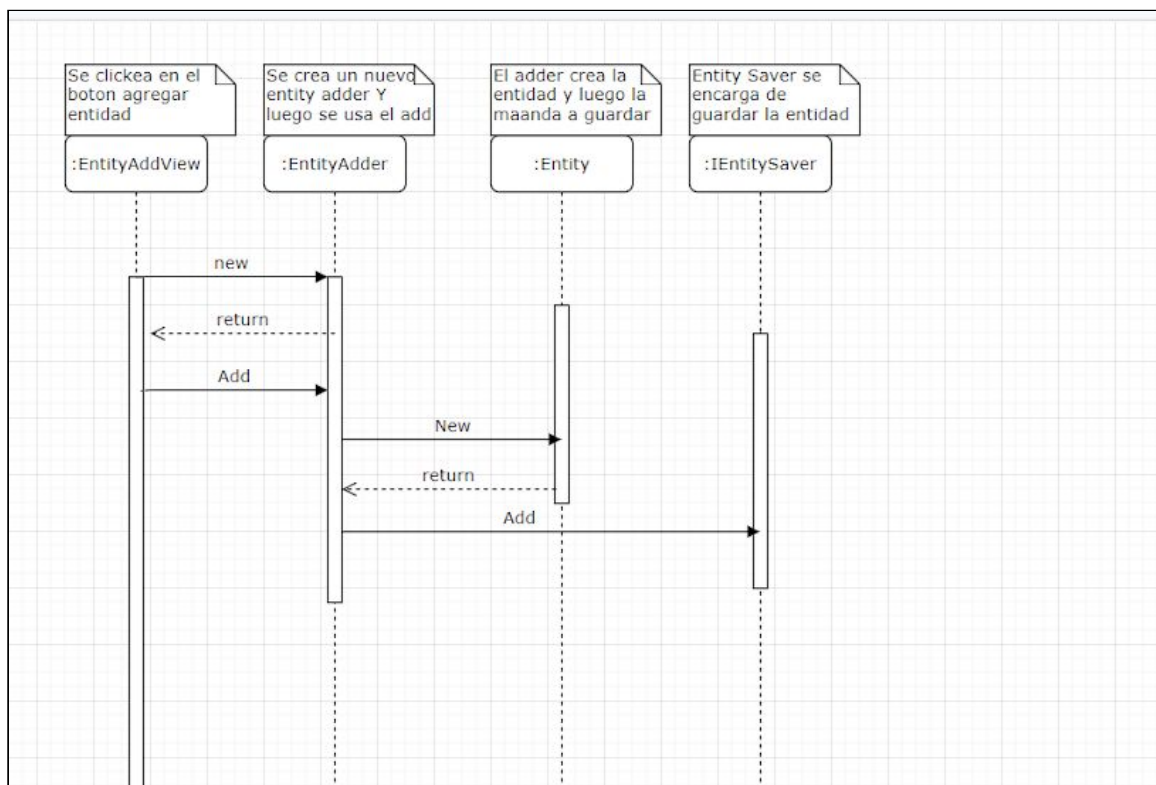 Se clickea en el
boton agregar
entidad
Se crea un nuevo
entity adder Y
luego se usa el add
El adder crea la
entidad y luego la
maanda a guardar
Entity Saver se
encarga de
guardar la entidad
:EntityAddView
:EntityAdder
:Entity
:IEntitySaver
new
return
Add
New
return
Add